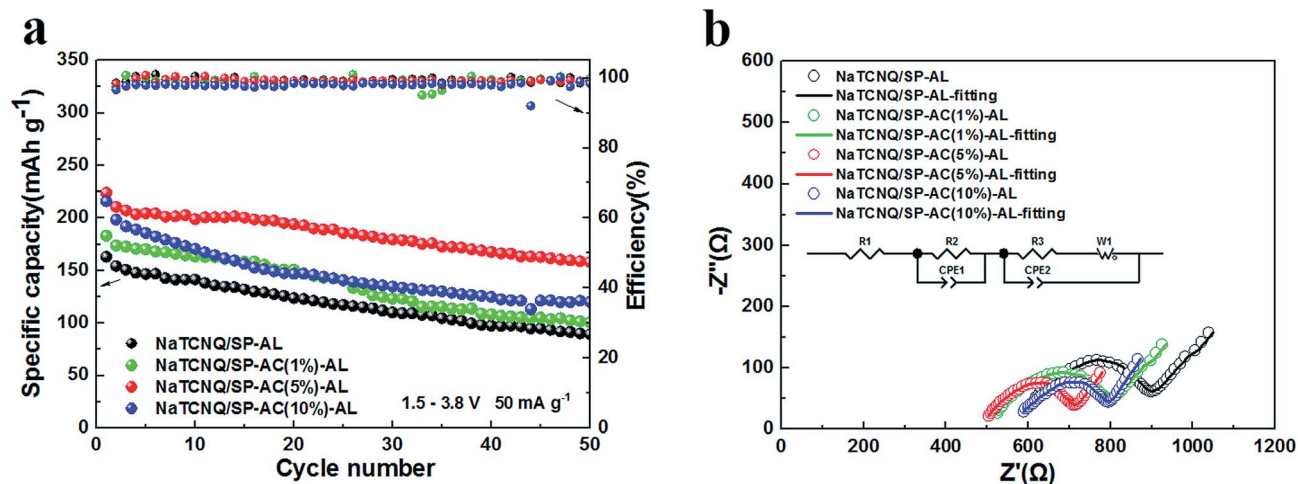 a
350
300
250
200
150
100
50
0
Specific capacity(mAh g⁻¹)
100
80
60
40
20
0
Efficiency(%)
NaTCNQ/SP-AL
NaTCNQ/SP-AC(1%)-AL
NaTCNQ/SP-AC(5%)-AL
NaTCNQ/SP-AC(10%)-AL
1.5 - 3.8 V 50 mA g⁻¹
0 10 20 30 40 50
Cycle number
b
600
500
400
300
200
100
0
-Z''(Ω)
NaTCNQ/SP-AL
NaTCNQ/SP-AL-fitting
NaTCNQ/SP-AC(1%)-AL
NaTCNQ/SP-AC(1%)-AL-fitting
NaTCNQ/SP-AC(5%)-AL
NaTCNQ/SP-AC(5%)-AL-fitting
NaTCNQ/SP-AC(10%)-AL
NaTCNQ/SP-AC(10%)-AL-fitting
R1 R2 R3 W1
CPE1 CPE2
0 200 400 600 800 1000 1200
Z'(Ω)